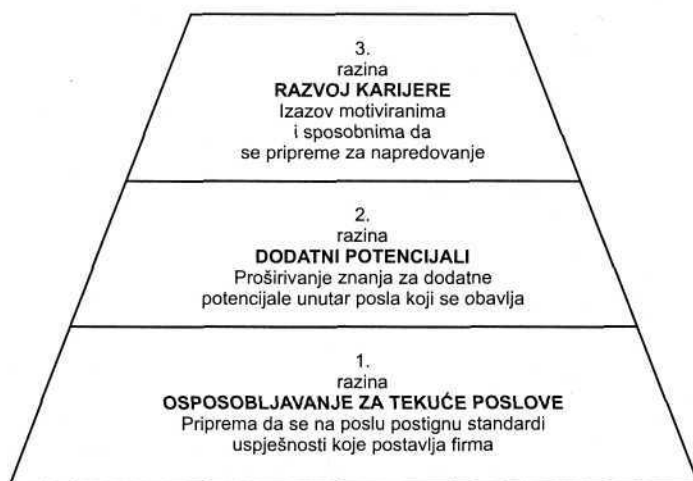 3.
razina
RAZVOJ KARIJERE
Izazov motiviranima
i sposobnima da
se pripreme za napredovanje
2.
razina
DODATNI POTENCIJALI
Proširivanje znanja za dodatne
potencijale unutar posla koji se obavlja
1.
razina
OSPOSOBLJAVANJE ZA TEKUĆE POSLOVE
Priprema da se na poslu postignu standardi
uspješnosti koje postavlja firma